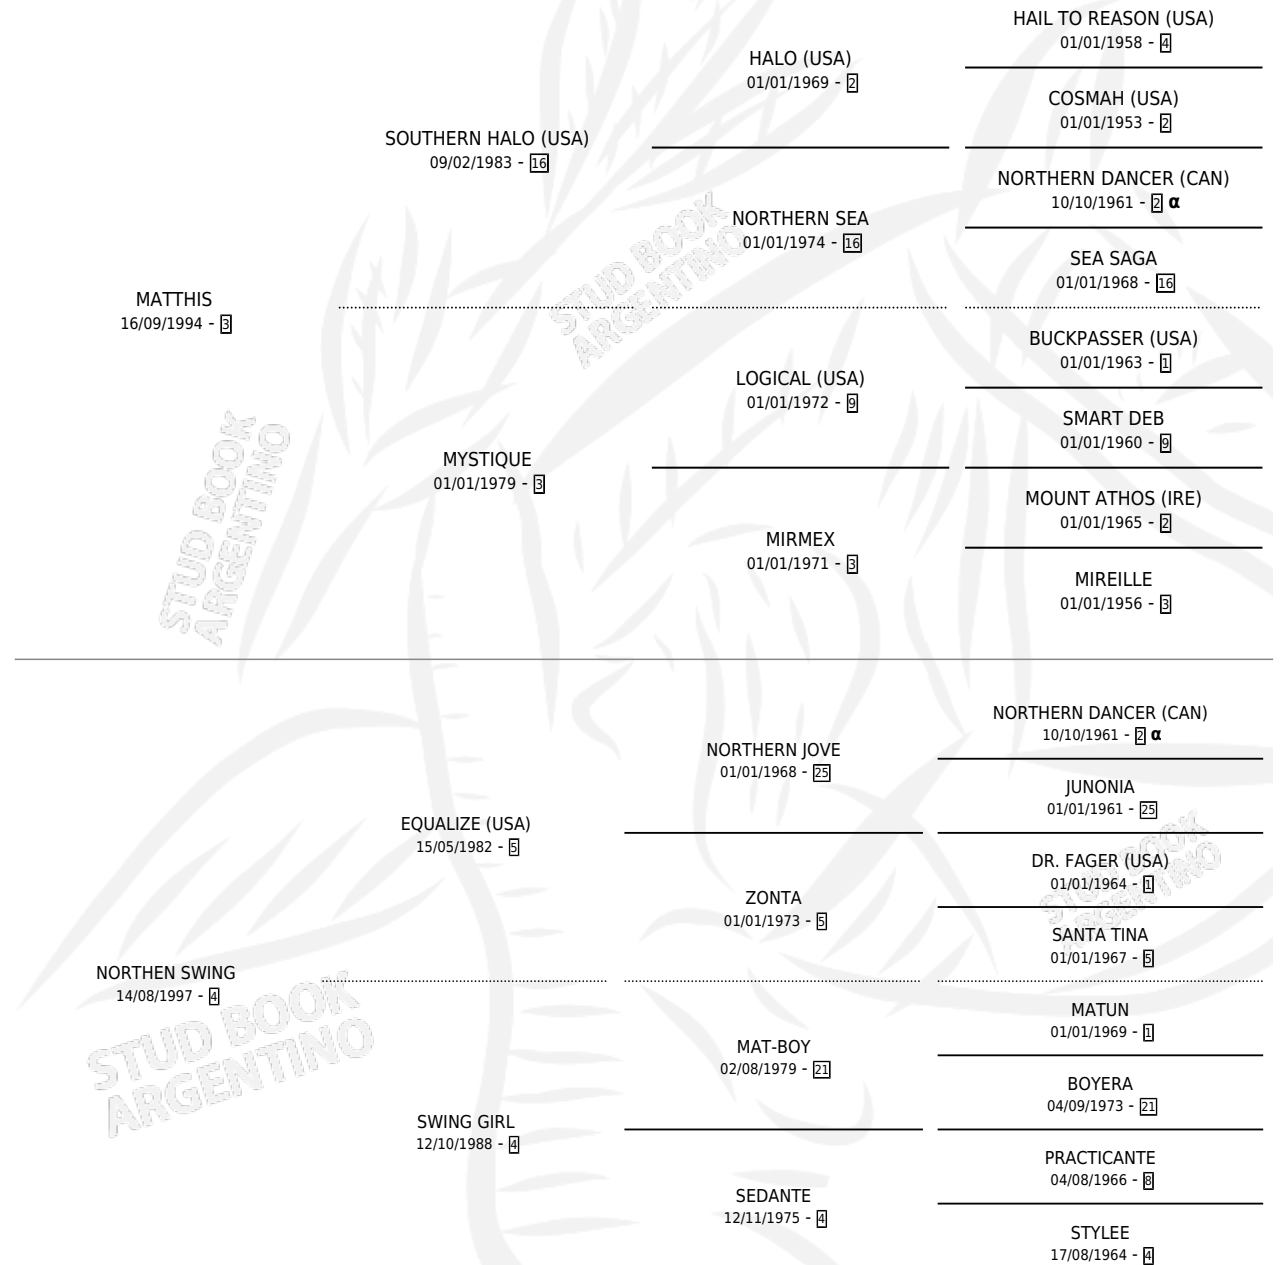 MATTHIS
16/09/1994 - 3
SOUTHERN HALO (USA)
09/02/1983 - 16
MYSTIQUE
01/01/1979 - 3
HALO (USA)
01/01/1969 - 2
NORTHERN SEA
01/01/1974 - 16
LOGICAL (USA)
01/01/1972 - 9
MIRMEX
01/01/1971 - 3
HAIL TO REASON (USA)
01/01/1958 - 4
COSMAH (USA)
01/01/1953 - 2
NORTHERN DANCER (CAN)
10/10/1961 - 2 α
SEA SAGA
01/01/1968 - 16
BUCKPASSER (USA)
01/01/1963 - 1
SMART DEB
01/01/1960 - 9
MOUNT ATHOS (IRE)
01/01/1965 - 2
MIREILLE
01/01/1956 - 3
STUD BOOK
ARGENTINO
STUD BOOK
ARGENTINO
NORTHEN SWING
14/08/1997 - 4
EQUALIZE (USA)
15/05/1982 - 5
SWING GIRL
12/10/1988 - 4
NORTHERN JOVE
01/01/1968 - 25
ZONTA
01/01/1973 - 5
MAT-BOY
02/08/1979 - 21
SEDANTE
12/11/1975 - 4
NORTHERN DANCER (CAN)
10/10/1961 - 2 α
JUNONIA
01/01/1961 - 25
DR. FAGER (USA)
01/01/1964 - 1
SANTA TINA
01/01/1967 - 5
MATUN
01/01/1969 - 1
BOYERA
04/09/1973 - 21
PRACTICANTE
04/08/1966 - 8
STYLEE
17/08/1964 - 4
STUD BOOK
ARGENTINO
STUD BOOK
ARGENTINO